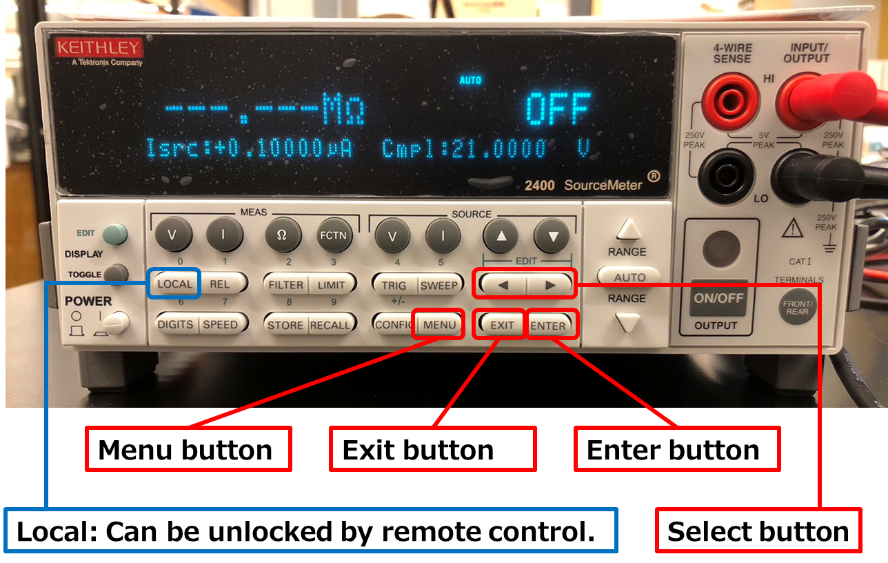 KEITHLEY
A Tektronix Company
AUTO
---.---MΩ OFF
Isrc:+0.10000µA Cmpl:21.0000 V
2400 SourceMeter ®
4-WIRE SENSE
INPUT/ OUTPUT
HI
250V PEAK
5V PEAK
250V PEAK
LO
250V PEAK
CAT I
MEAS
SOURCE
EDIT
V I Ω FCTN V I ▲ ▼
DISPLAY
0 1 2 3 4 5 EDIT
TOGGLE
LOCAL REL FILTER LIMIT TRIG SWEEP ◀ ▶
6 7 8 9 +/-
POWER
DIGITS SPEED STORE RECALL CONFIG MENU EXIT ENTER
RANGE
AUTO
RANGE
ON/OFF
OUTPUT
TERMINALS
FRONT/ REAR
Menu button
Exit button
Enter button
Local: Can be unlocked by remote control.
Select button